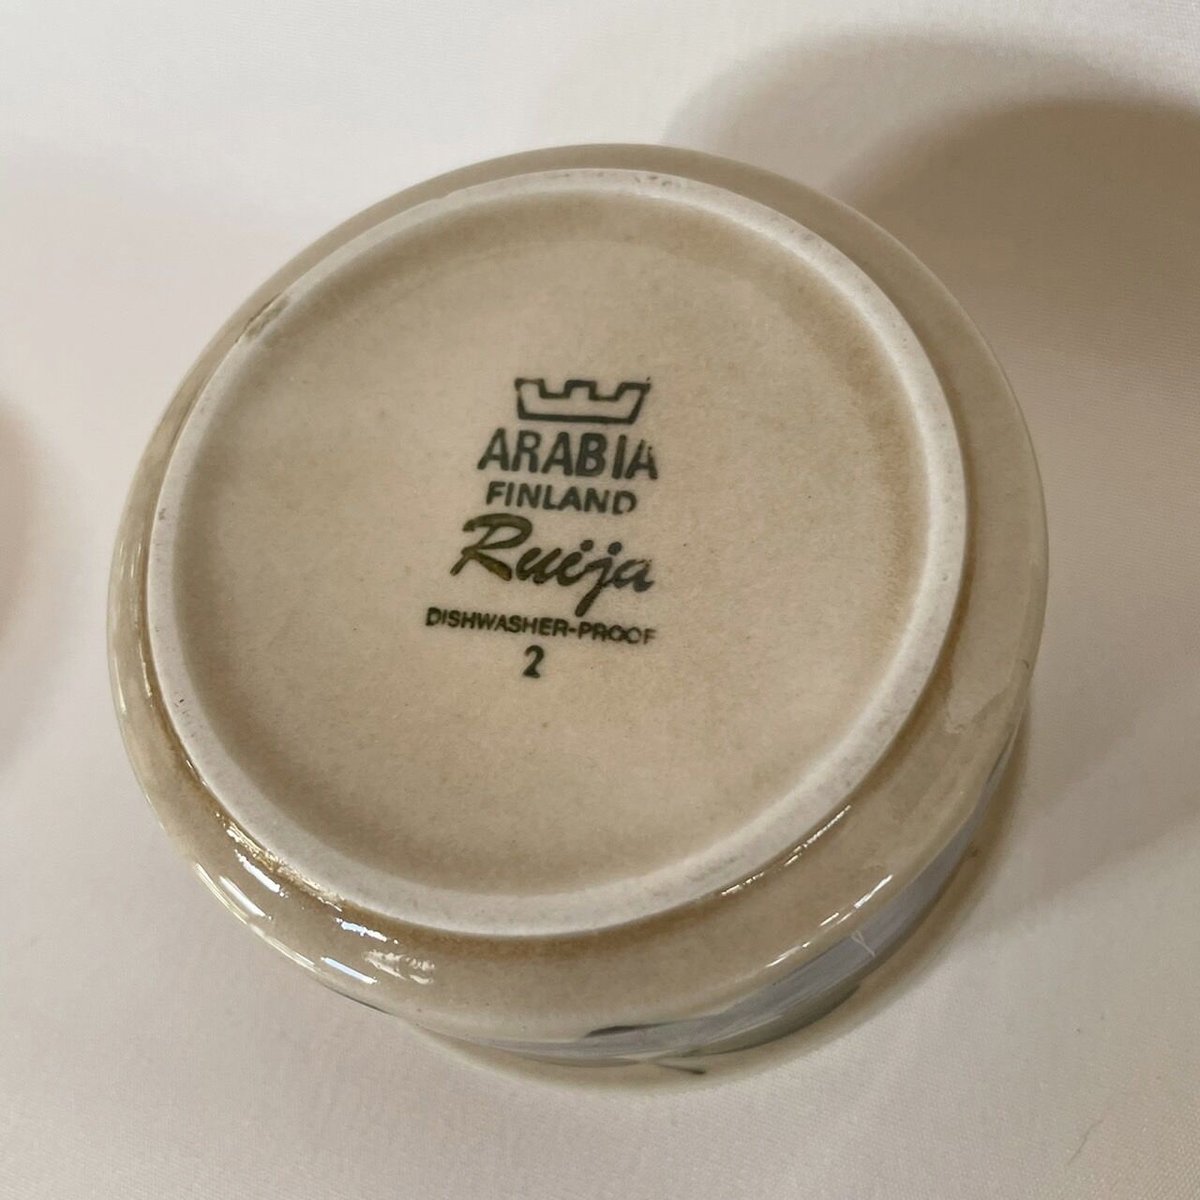 ARABIA
FINLAND
Ruija
DISHWASHER-PROOF
2